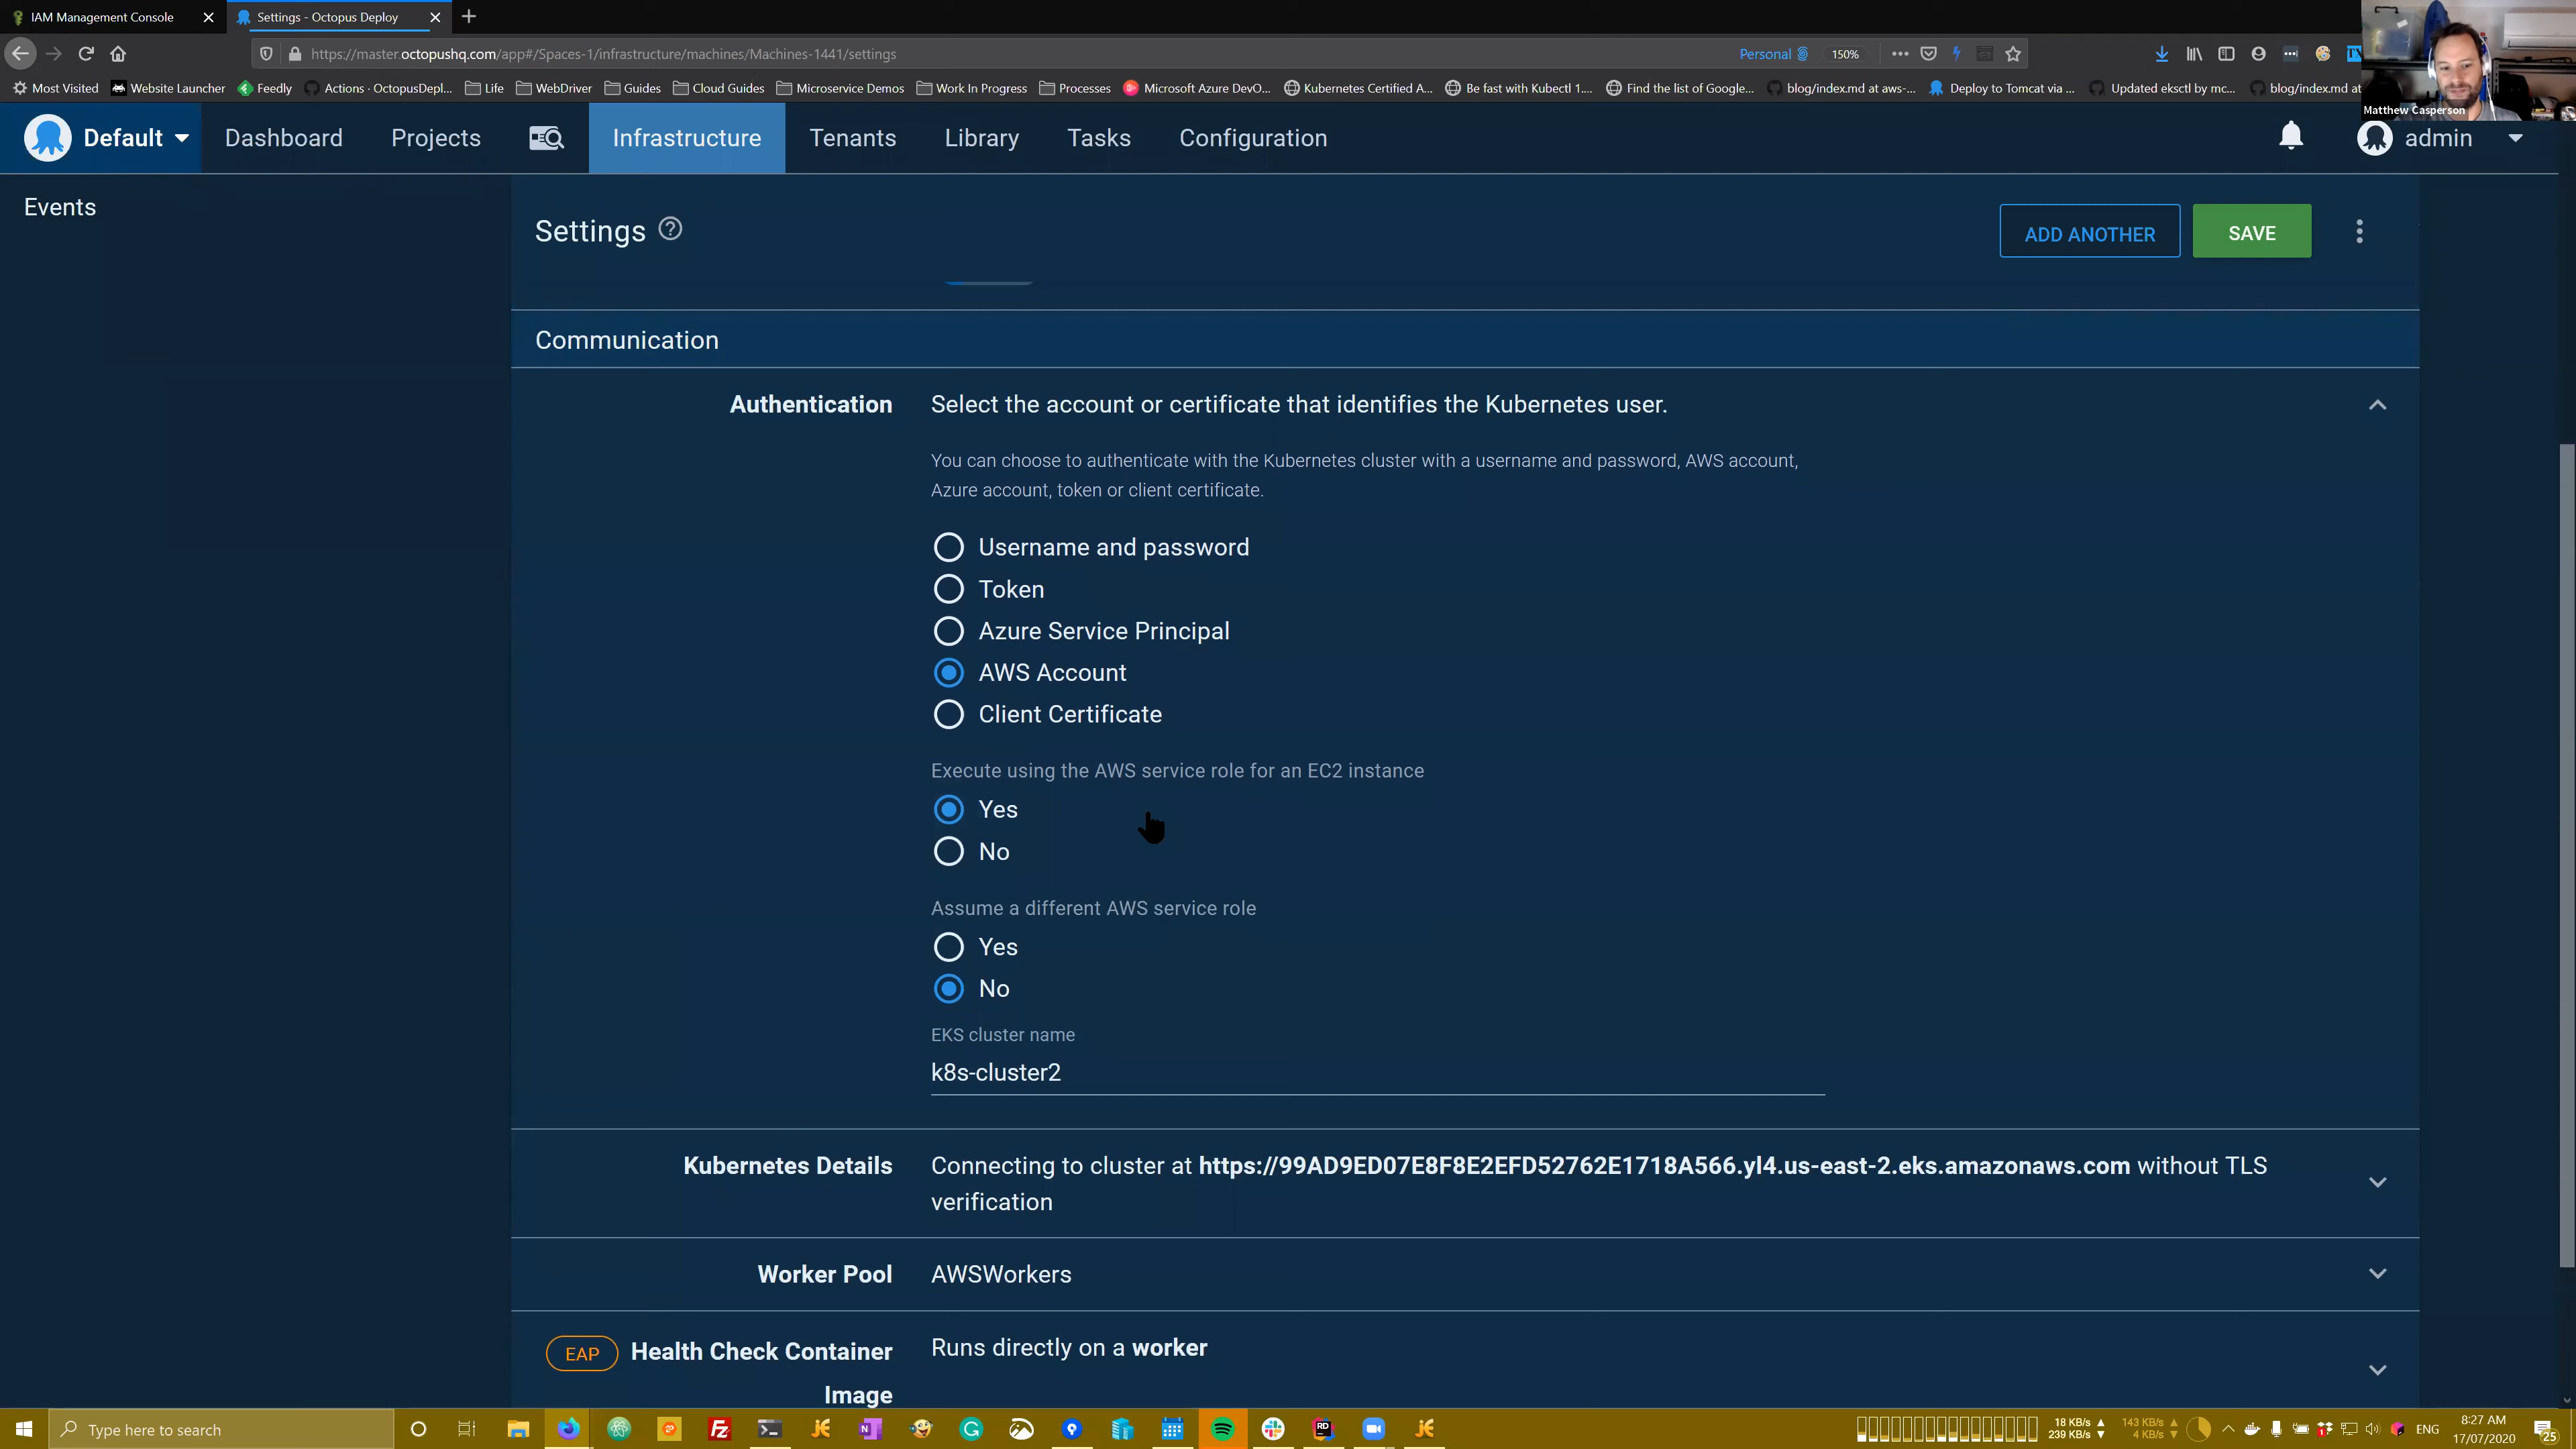 IAM Management Console
Settings - Octopus Deploy
https://master.octopushq.com/app#/Spaces-1/infrastructure/machines/Machines-1441/settings
Personal
150%
Most Visited
Website Launcher
Feedly
Actions · OctopusDepl...
Life
WebDriver
Guides
Cloud Guides
Microservice Demos
Work In Progress
Processes
Microsoft Azure DevO...
Kubernetes Certified A...
Be fast with Kubectl 1....
Find the list of Google...
blog/index.md at aws-...
Deploy to Tomcat via ...
Updated eksctl by mc...
blog/index.md at
Matthew Casperson
Default
Dashboard
Projects
Infrastructure
Tenants
Library
Tasks
Configuration
admin
Events
Settings
ADD ANOTHER
SAVE
Communication
Authentication
Select the account or certificate that identifies the Kubernetes user.
You can choose to authenticate with the Kubernetes cluster with a username and password, AWS account,
Azure account, token or client certificate.
Username and password
Token
Azure Service Principal
AWS Account
Client Certificate
Execute using the AWS service role for an EC2 instance
Yes
No
Assume a different AWS service role
Yes
No
EKS cluster name
k8s-cluster2
Kubernetes Details
Connecting to cluster at https://99AD9ED07E8F8E2EFD52762E1718A566.yl4.us-east-2.eks.amazonaws.com without TLS
verification
Worker Pool
AWSWorkers
EAP
Health Check Container
Image
Runs directly on a worker
Type here to search
18 KB/s
239 KB/s
143 KB/s
4 KB/s
ENG
8:27 AM
17/07/2020
25